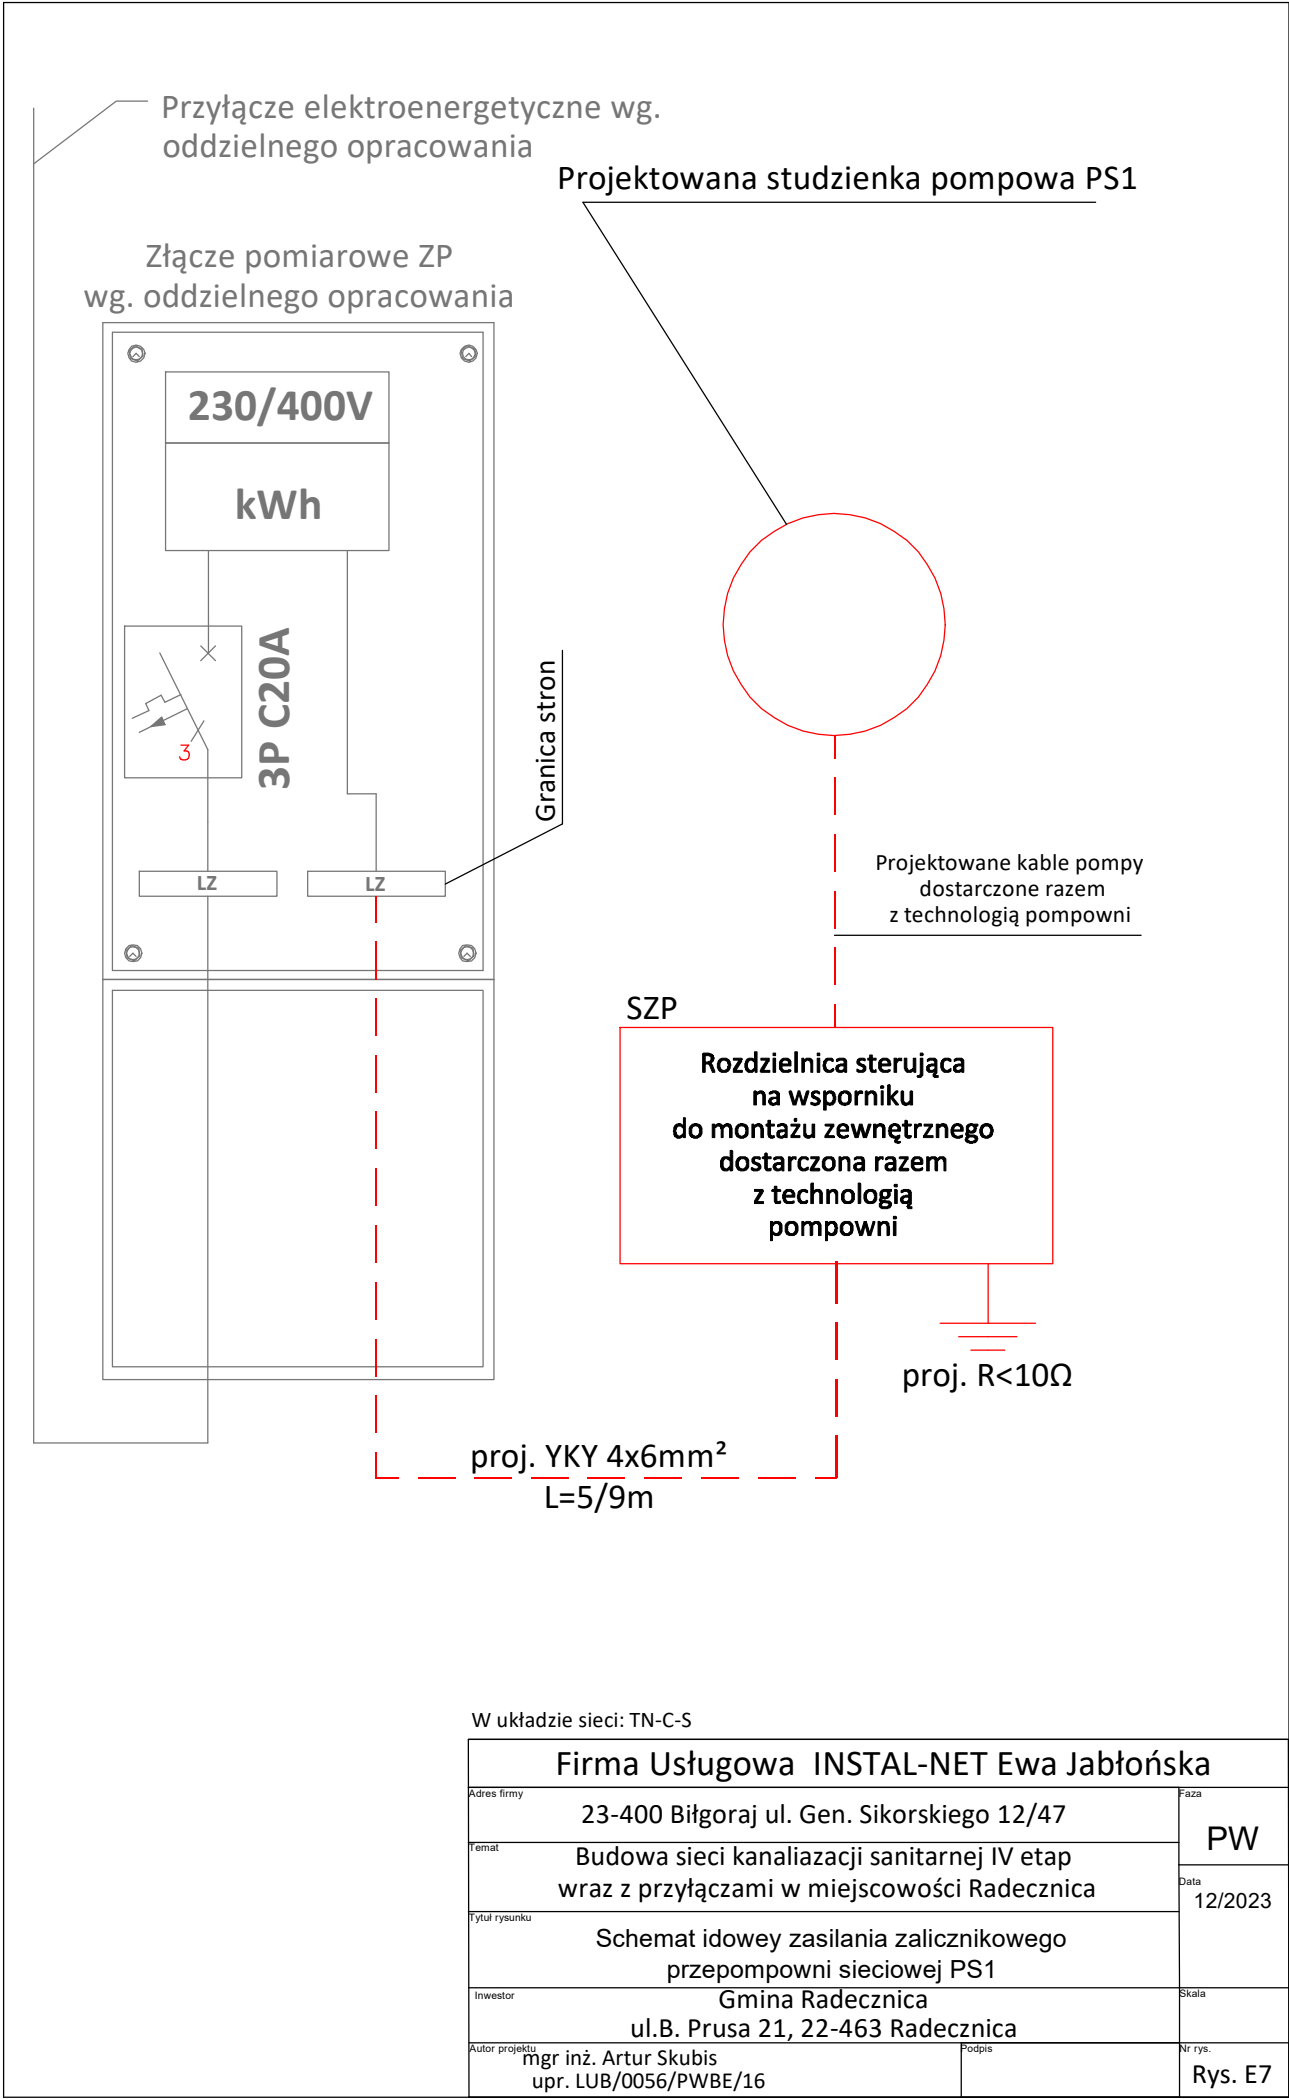 Przyłącze elektroenergetyczne wg.
oddzielnego opracowania
Projektowana studzienka pompowa PS1
Złącze pomiarowe ZP
wg. oddzielnego opracowania
230/400V
kWh
3P C20A
3
Granica stron
LZ
LZ
Projektowane kable pompy
dostarczone razem
z technologią pompowni
SZP
Rozdzielnica sterująca
na wsporniku
do montażu zewnętrznego
dostarczona razem
z technologią
pompowni
proj. R<10Ω
proj. YKY 4x6mm²
L=5/9m
W układzie sieci: TN-C-S
Firma Usługowa INSTAL-NET Ewa Jabłońska
Adres firmy
23-400 Biłgoraj ul. Gen. Sikorskiego 12/47
Faza
PW
Temat
Budowa sieci kanaliazacji sanitarnej IV etap
wraz z przyłączami w miejscowości Radecznica
Data
12/2023
Tytuł rysunku
Schemat idowey zasilania zalicznikowego
przepompowni sieciowej PS1
Inwestor
Gmina Radecznica
ul.B. Prusa 21, 22-463 Radecznica
Skala
Autor projektu
mgr inż. Artur Skubis
upr. LUB/0056/PWBE/16
Podpis
Nr rys.
Rys. E7